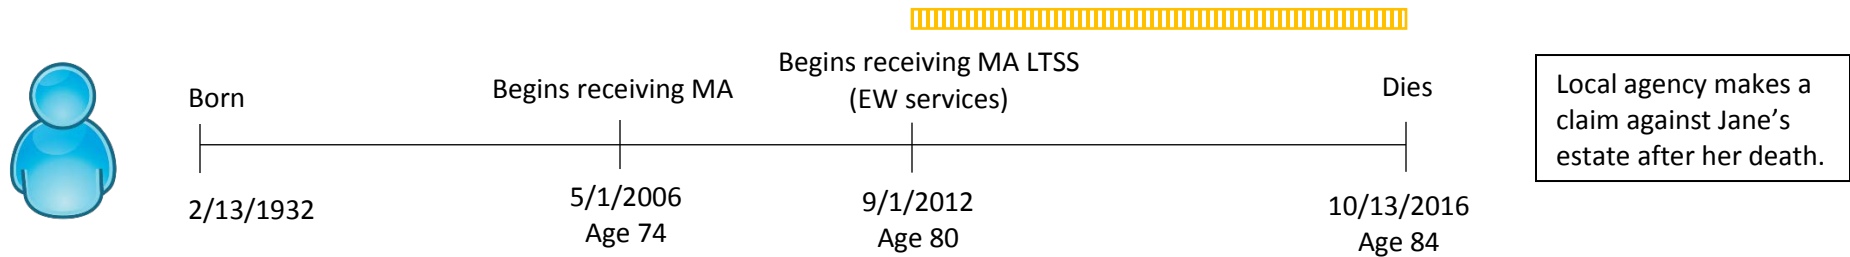 Born
2/13/1932
Begins receiving MA
5/1/2006
Age 74
Begins receiving MA LTSS
(EW services)
9/1/2012
Age 80
Dies
10/13/2016
Age 84
Local agency makes a
claim against Jane’s
estate after her death.